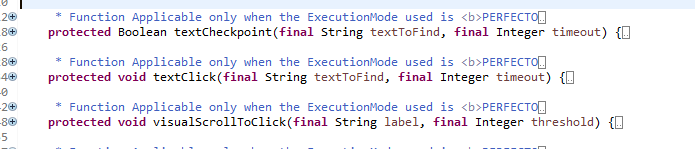 * Function Applicable only when the ExecutionMode used is <b>PERFECTO
protected Boolean textCheckpoint(final String textToFind, final Integer timeout) {
* Function Applicable only when the ExecutionMode used is <b>PERFECTO
protected void textClick(final String textToFind, final Integer timeout) {
* Function Applicable only when the ExecutionMode used is <b>PERFECTO
protected void visualScrollToClick(final String label, final Integer threshold) {